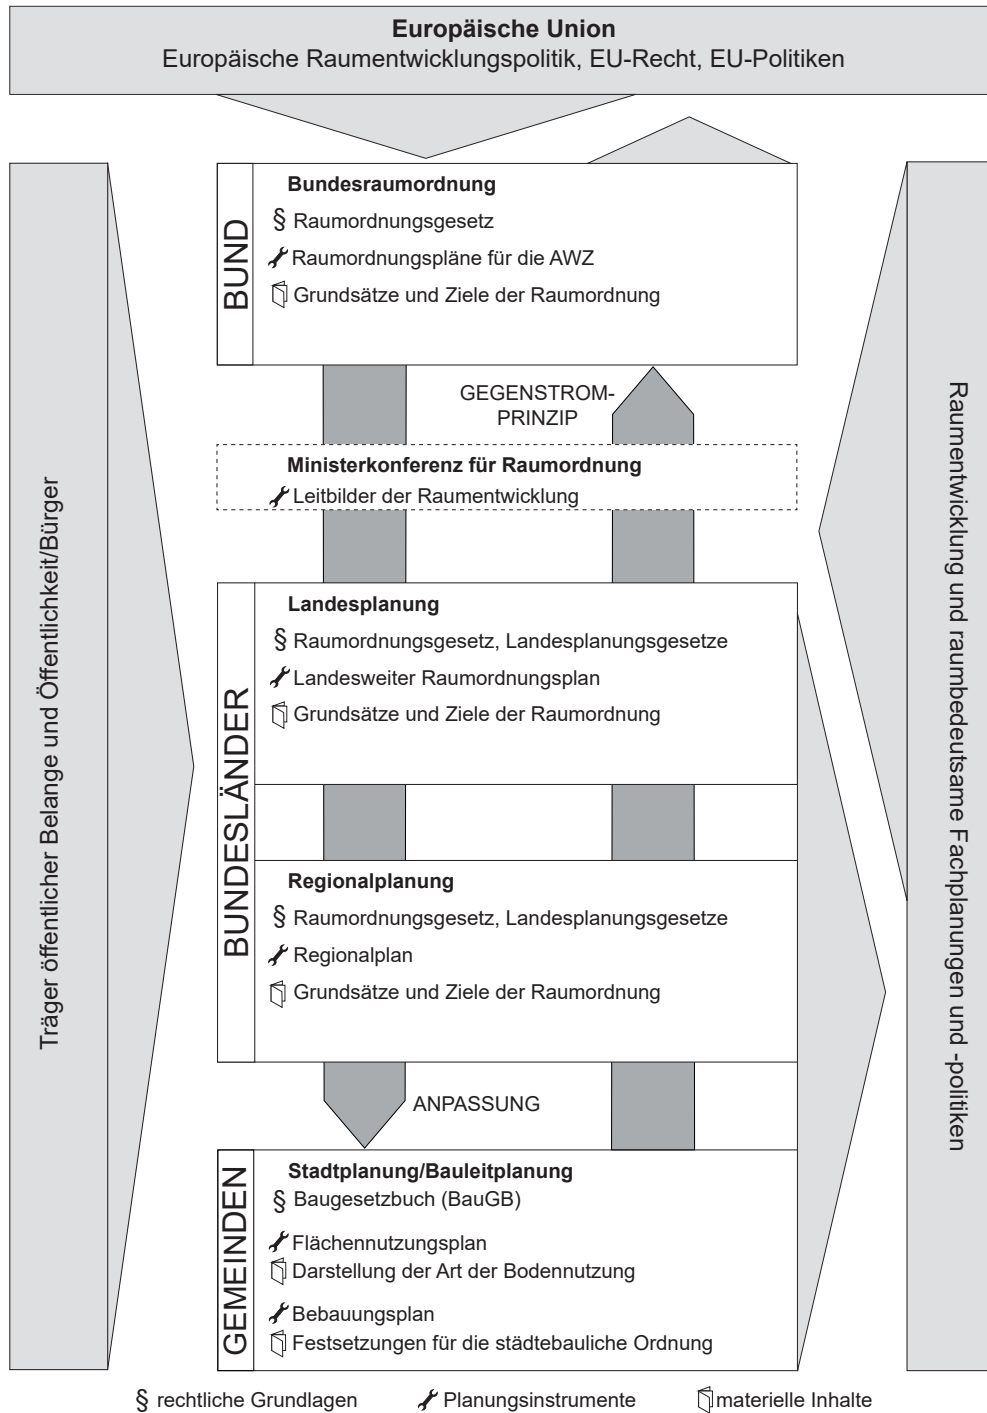 Europäische Union
Europäische Raumentwicklungspolitik, EU-Recht, EU-Politiken
Träger öffentlicher Belange und Öffentlichkeit/Bürger
BUND
Bundesraumordnung
§ Raumordnungsgesetz
Raumordnungspläne für die AWZ
Grundsätze und Ziele der Raumordnung
GEGENSTROM-
PRINZIP
Ministerkonferenz für Raumordnung
Leitbilder der Raumentwicklung
BUNDESLÄNDER
Landesplanung
§ Raumordnungsgesetz, Landesplanungsgesetze
Landesweiter Raumordnungsplan
Grundsätze und Ziele der Raumordnung
Regionalplanung
§ Raumordnungsgesetz, Landesplanungsgesetze
Regionalplan
Grundsätze und Ziele der Raumordnung
ANPASSUNG
GEMEINDEN
Stadtplanung/Bauleitplanung
§ Baugesetzbuch (BauGB)
Flächennutzungsplan
Darstellung der Art der Bodennutzung
Bebauungsplan
Festsetzungen für die städtebauliche Ordnung
Raumentwicklung und raumbedeutsame Fachplanungen und -politiken
§ rechtliche Grundlagen
Planungsinstrumente
materielle Inhalte